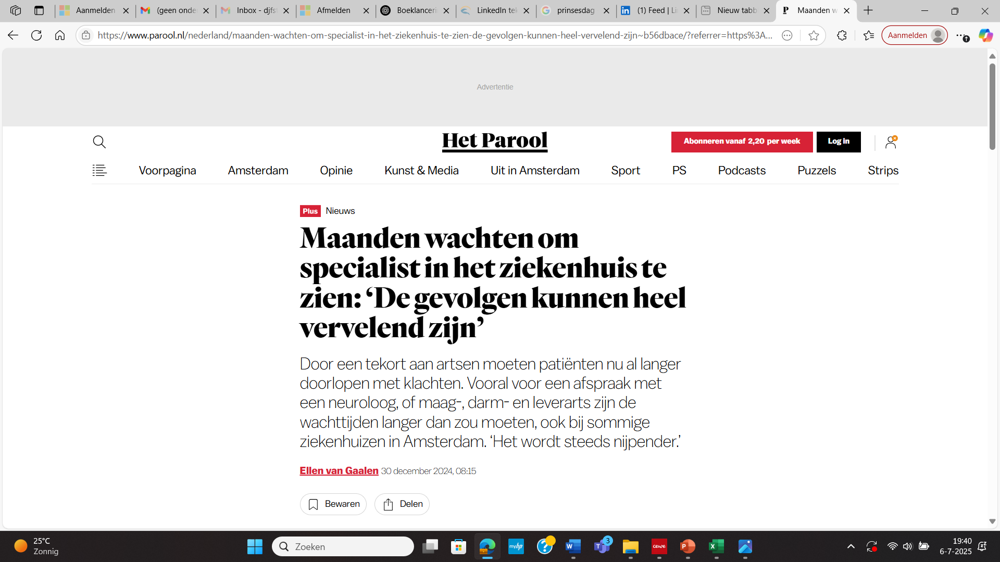 Aanmelden
(geen onde
Inbox - djfs
Afmelden
Boeklanceri
LinkedIn te
prinsesdag
(1) Feed | Li
Nieuw tabb
Maanden w
https://www.parool.nl/nederland/maanden-wachten-om-specialist-in-het-ziekenhuis-te-zien-de-gevolgen-kunnen-heel-vervelend-zijn~b56dbace/?referrer=https%3A...
Aanmelden
Advertentie
Het Parool
Abonneren vanaf 2,20 per week
Log in
Voorpagina
Amsterdam
Opinie
Kunst & Media
Uit in Amsterdam
Sport
PS
Podcasts
Puzzels
Strips
Plus Nieuws
Maanden wachten om
specialist in het ziekenhuis te
zien: ‘De gevolgen kunnen heel
vervelend zijn’
Door een tekort aan artsen moeten patiënten nu al langer
doorlopen met klachten. Vooral voor een afspraak met
een neuroloog, of maag-, darm- en leverarts zijn de
wachttijden langer dan zou moeten, ook bij sommige
ziekenhuizen in Amsterdam. ‘Het wordt steeds nijpender.’
Ellen van Gaalen 30 december 2024, 08:15
Bewaren
Delen
25°C
Zonnig
Zoeken
myhp
3
cewe
19:40
6-7-2025